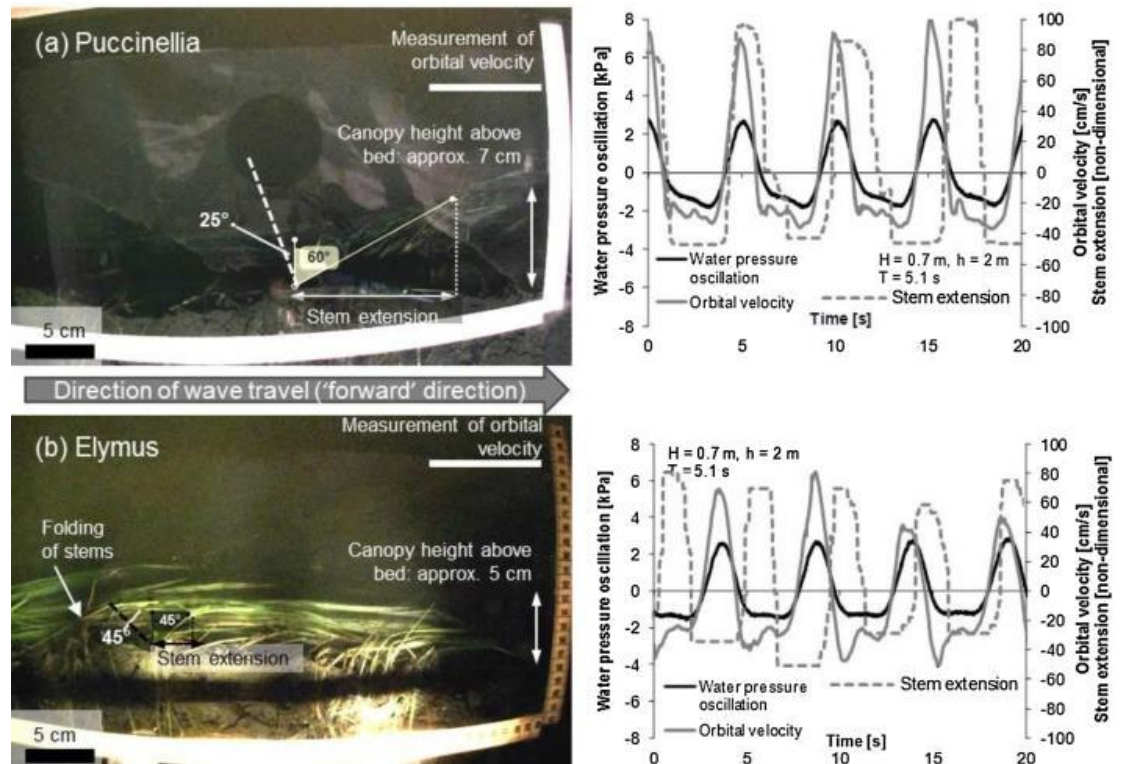 (a) Puccinellia
Measurement of
orbital velocity
Canopy height above
bed: approx. 7 cm
25°
60°
Stem extension
5 cm
Water pressure oscillation [kPa]
8
6
4
2
0
-2
-4
-6
-8
100
80
60
40
20
0
-20
-40
-60
-80
-100
Orbital velocity [cm/s]
Stem extension [non-dimensional]
Water pressure
oscillation
Orbital velocity
H = 0.7 m, h = 2 m
T = 5.1 s
Stem extension
Time [s]
0 5 10 15 20
Direction of wave travel ('forward' direction)
(b) Elymus
Measurement of orbital
velocity
Folding
of stems
Canopy height above
bed: approx. 5 cm
45°
45°
Stem extension
5 cm
Water pressure oscillation [kPa]
8
6
4
2
0
-2
-4
-6
-8
H = 0.7 m, h = 2 m
T = 5.1 s
100
80
60
40
20
0
-20
-40
-60
-80
-100
Orbital velocity [cm/s]
Stem extension [non-dimensional]
Water pressure
oscillation
Stem extension
Orbital velocity
Time [s]
0 5 10 15 20